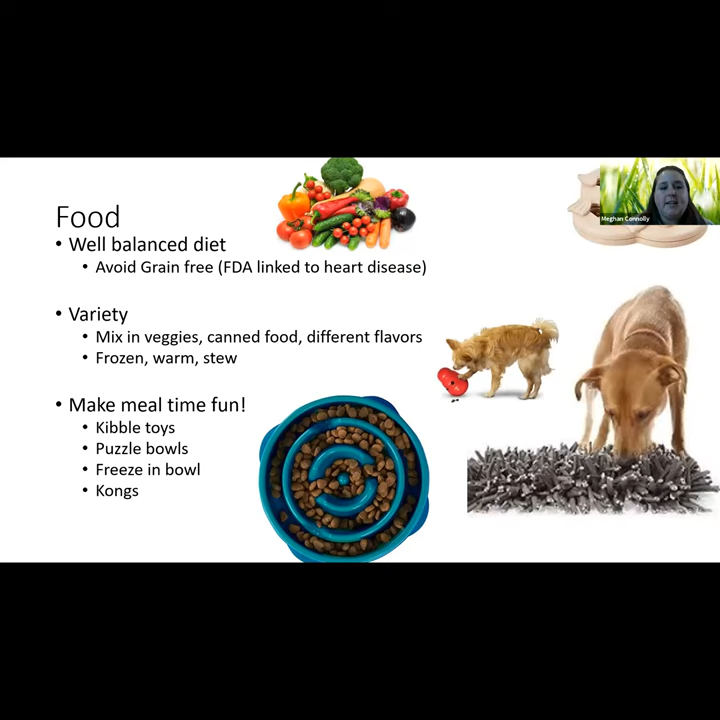 Food
• Well balanced diet
• Avoid Grain free (FDA linked to heart disease)
• Variety
• Mix in veggies, canned food, different flavors
• Frozen, warm, stew
• Make meal time fun!
• Kibble toys
• Puzzle bowls
• Freeze in bowl
• Kongs
Meghan Connolly